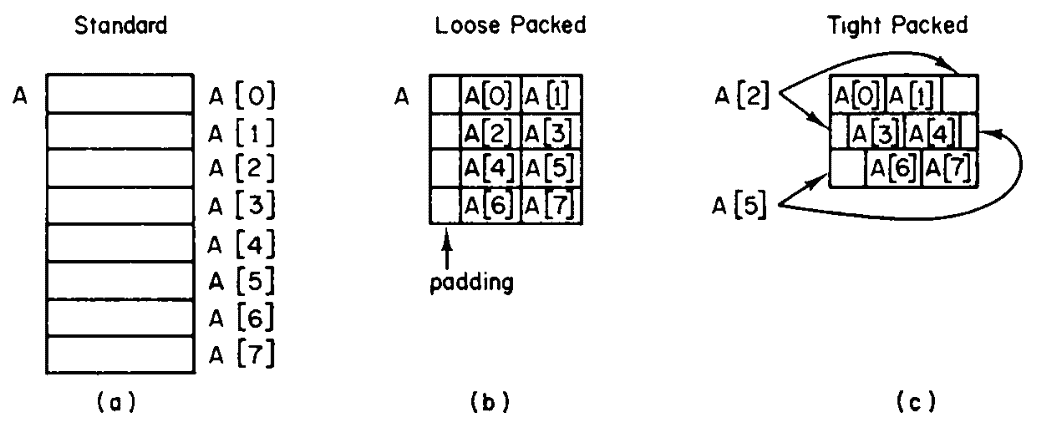 Standard
A
A [0]
A [1]
A [2]
A [3]
A [4]
A [5]
A [6]
A [7]
(a)
Loose Packed
A
A[0] A[1]
A[2] A[3]
A[4] A[5]
A[6] A[7]
padding
(b)
Tight Packed
A[2]
A[0] A[1]
A[3] A[4]
A[6] A[7]
A[5]
(c)